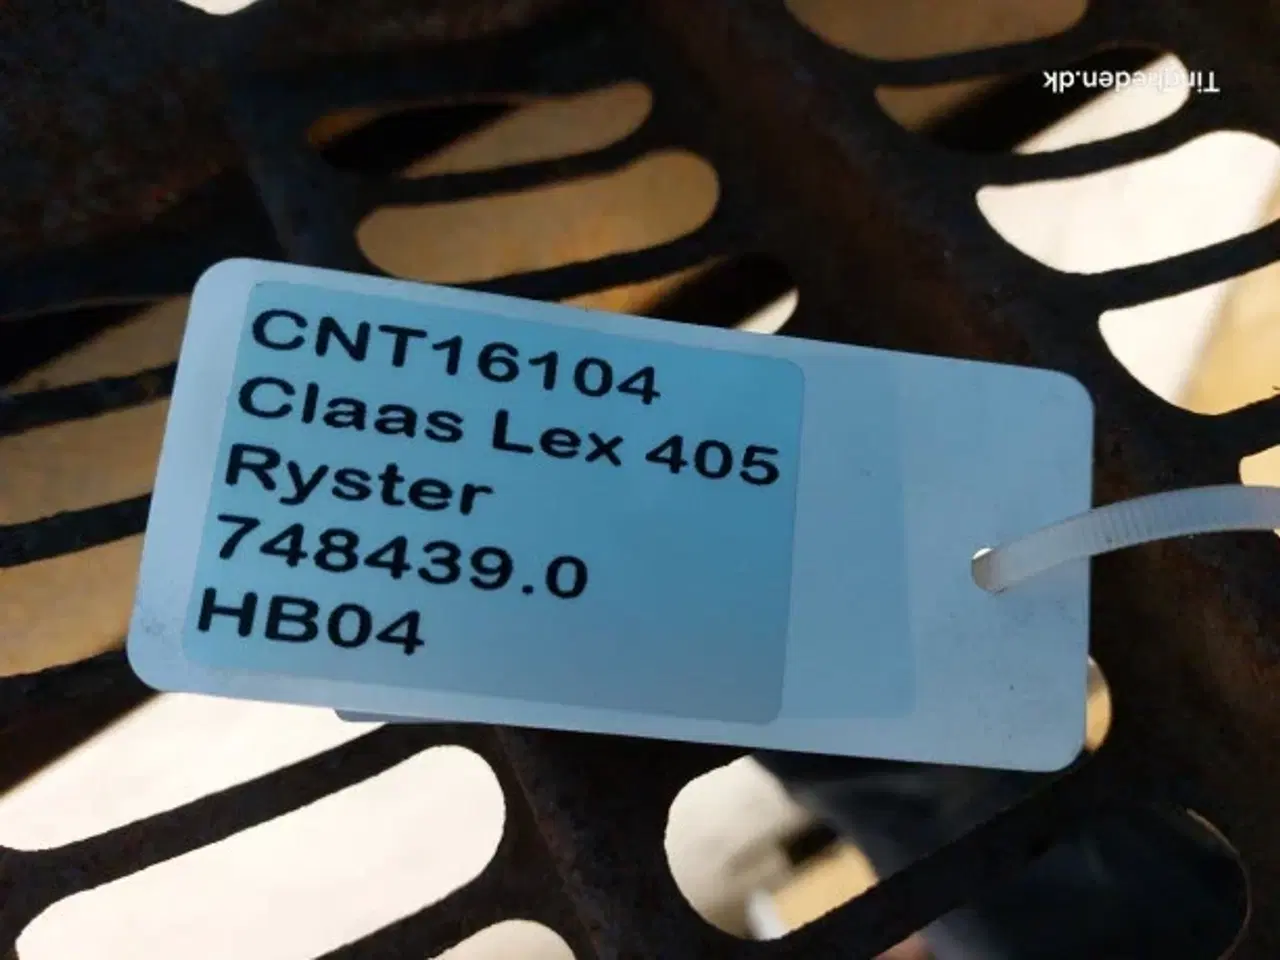 Tingheden.dk
CNT16104
Claas Lex 405
Ryster
748439.0
HB04